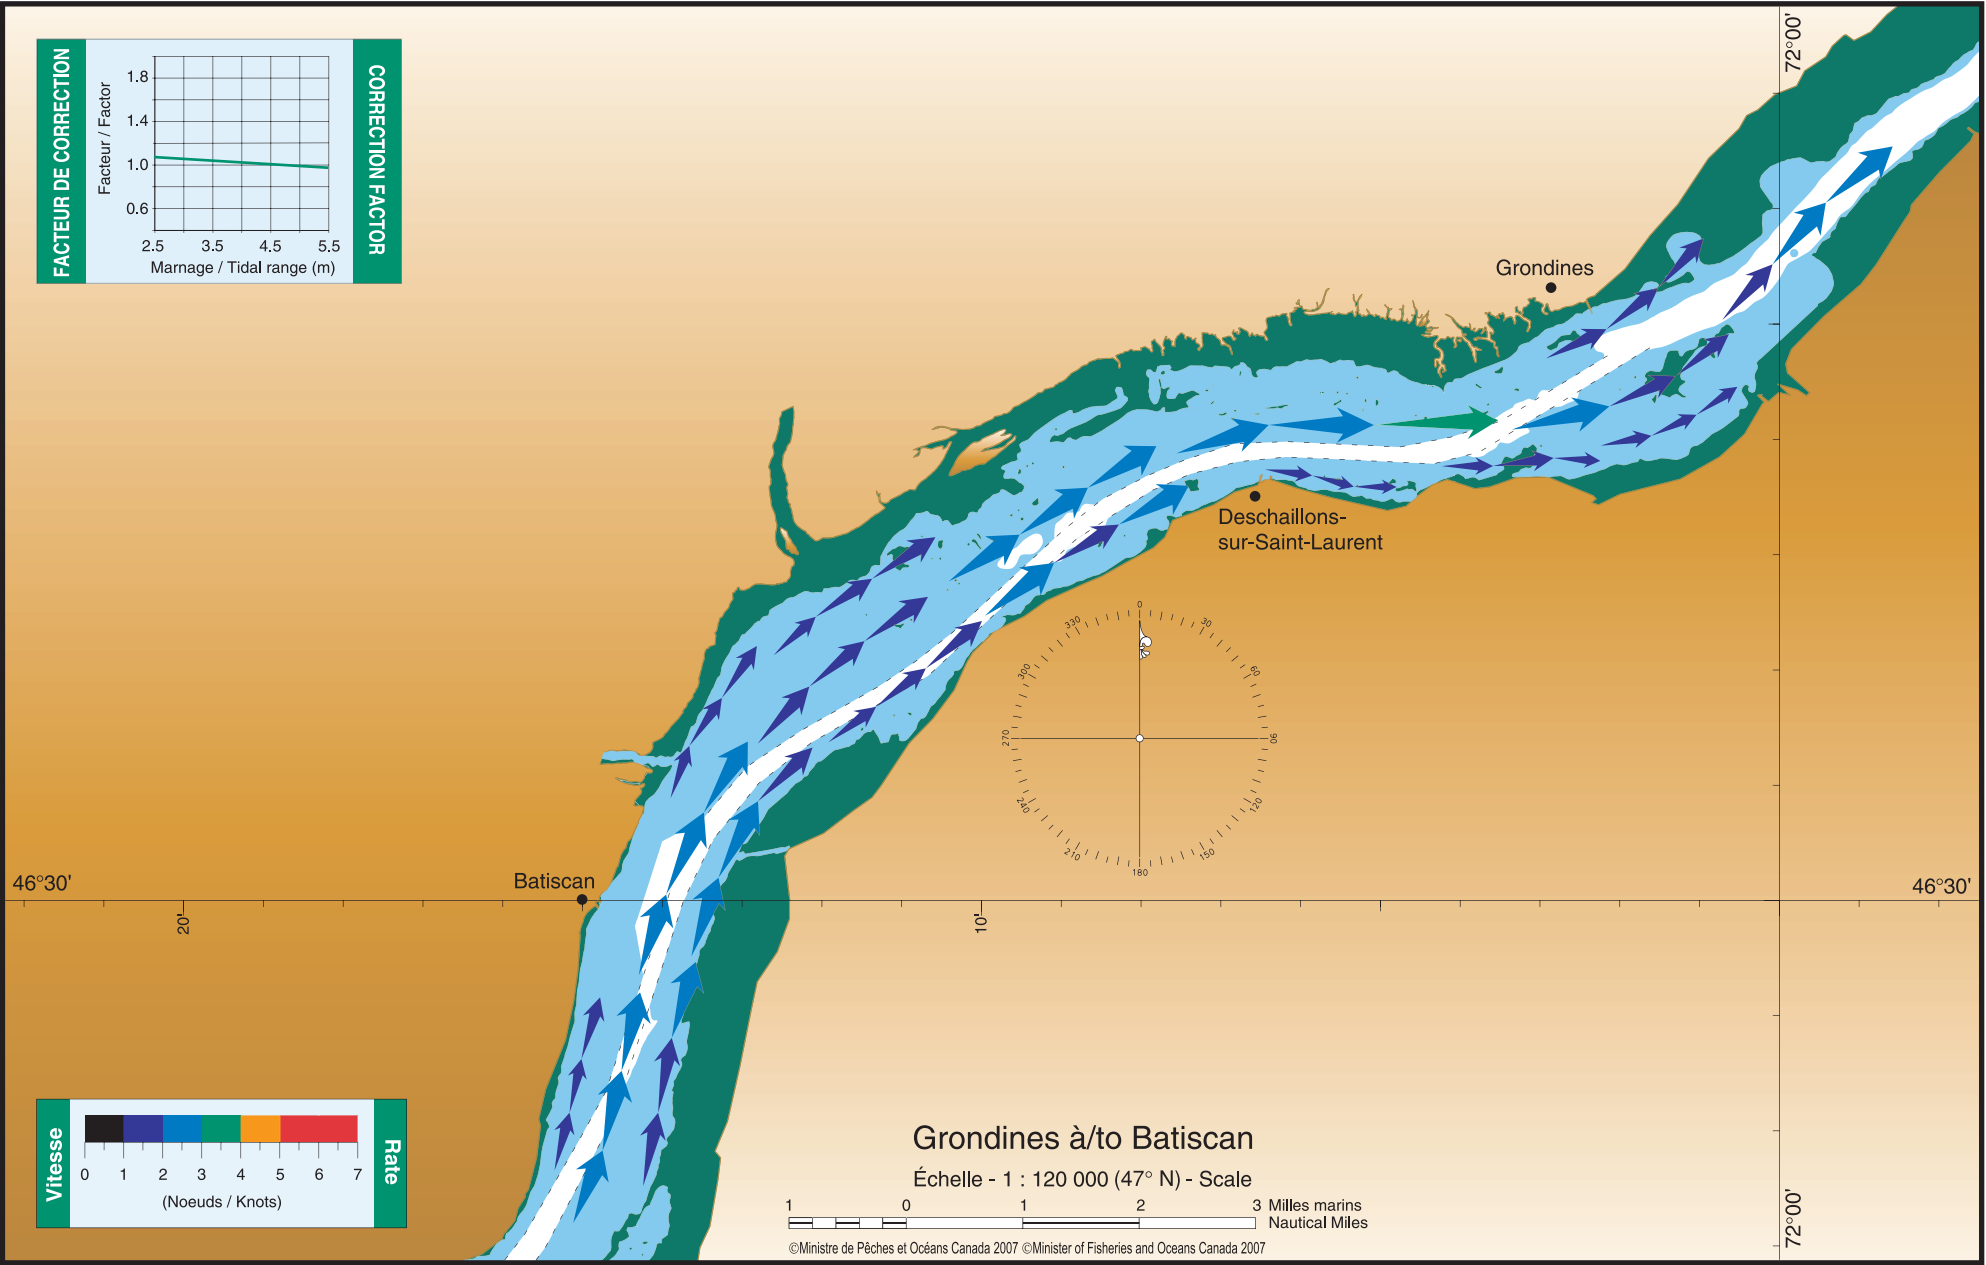 FACTEUR DE CORRECTION
Facteur / Factor
1.8
1.4
1.0
0.6
2.5 3.5 4.5 5.5
Marnage / Tidal range (m)
CORRECTION FACTOR
72°00'
Grondines
Deschaillons-
sur-Saint-Laurent
0
30
60
90
120
150
180
210
240
270
300
330
Batiscan
46°30'
46°30'
20'
10'
Vitesse
0 1 2 3 4 5 6 7
(Noeuds / Knots)
Rate
Grondines à/to Batiscan
Échelle - 1 : 120 000 (47° N) - Scale
1 0 1 2 3 Milles marins
Nautical Miles
©Ministre de Pêches et Océans Canada 2007 ©Minister of Fisheries and Oceans Canada 2007
72°00'